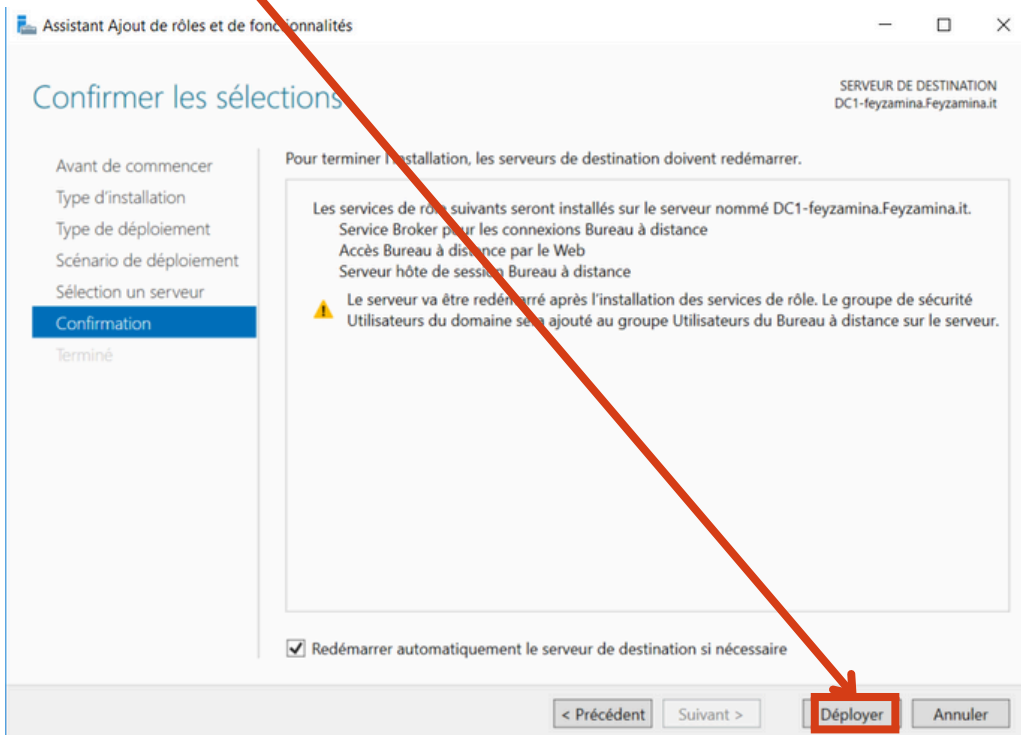 Assistant Ajout de rôles et de fonctionnalités
Confirmer les sélections
SERVEUR DE DESTINATION
DC1-feyzamina.Feyzamina.it
Avant de commencer
Type d'installation
Type de déploiement
Scénario de déploiement
Sélection un serveur
Confirmation
Terminé
Pour terminer l'installation, les serveurs de destination doivent redémarrer.
Les services de rôle suivants seront installés sur le serveur nommé DC1-feyzamina.Feyzamina.it.
Service Broker pour les connexions Bureau à distance
Accès Bureau à distance par le Web
Serveur hôte de session Bureau à distance
Le serveur va être redémarré après l'installation des services de rôle. Le groupe de sécurité
Utilisateurs du domaine sera ajouté au groupe Utilisateurs du Bureau à distance sur le serveur.
Redémarrer automatiquement le serveur de destination si nécessaire
< Précédent
Suivant >
Déployer
Annuler